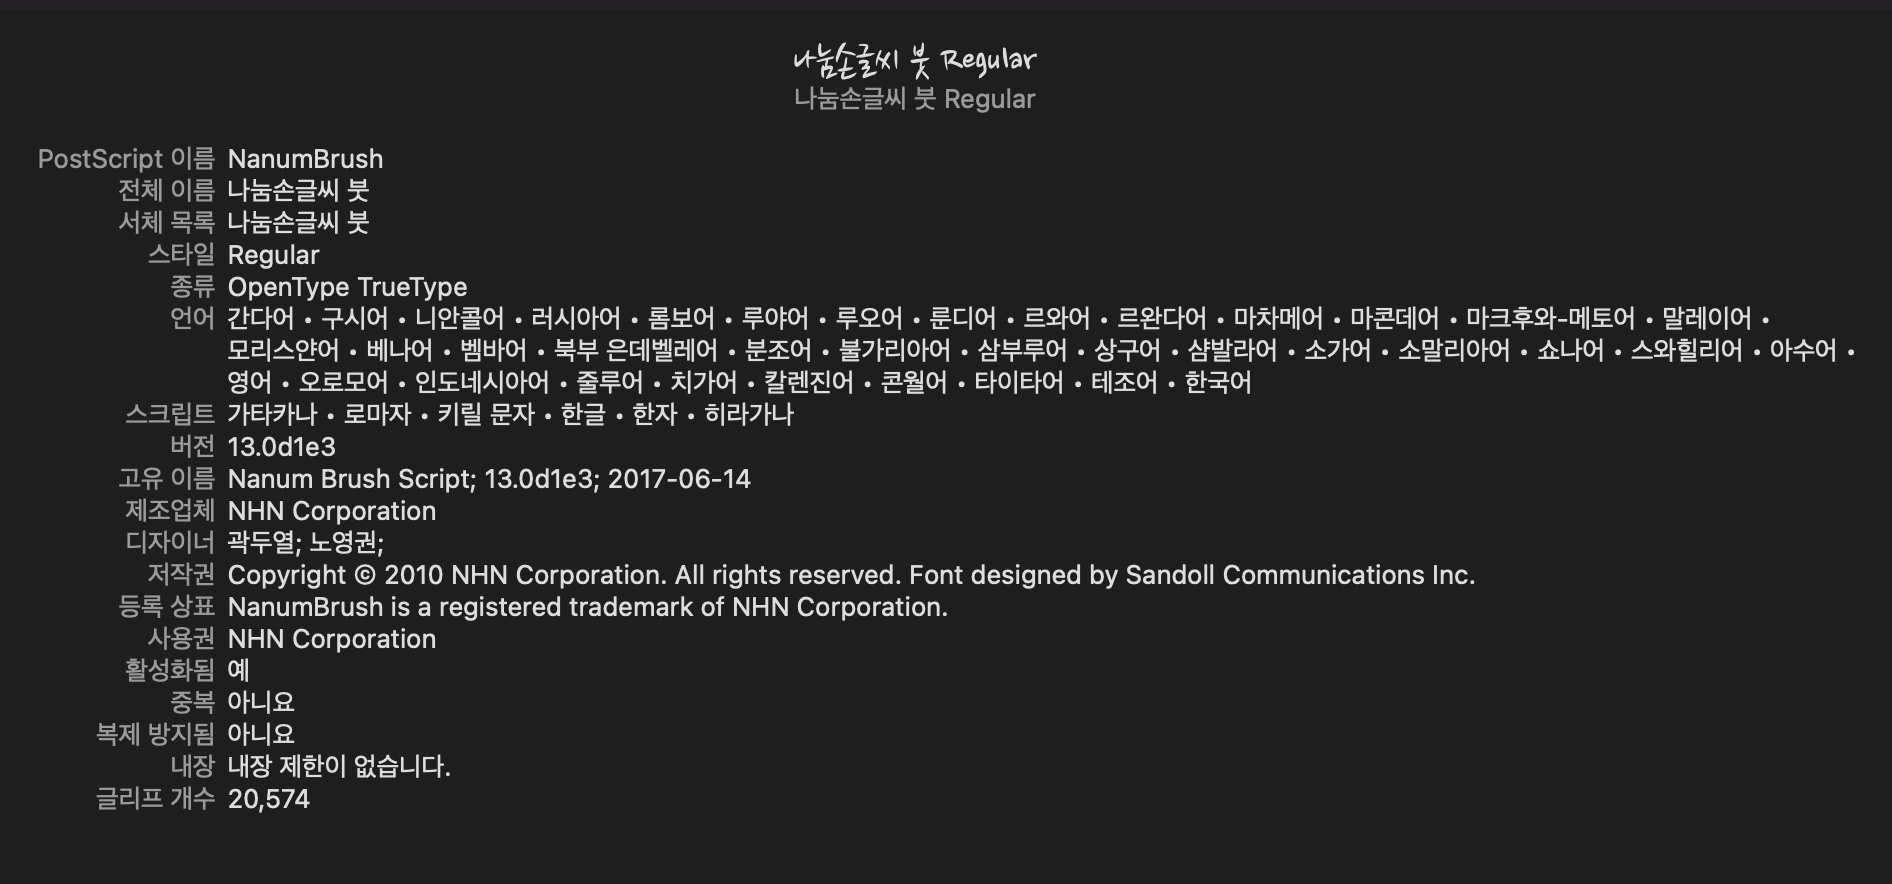 나눔손글씨 붓 Regular
나눔손글씨 붓 Regular
PostScript 이름 NanumBrush
전체 이름 나눔손글씨 붓
서체 목록 나눔손글씨 붓
스타일 Regular
종류 OpenType TrueType
언어 간다어 • 구시어 • 니안콜어 • 러시아어 • 롬보어 • 루야어 • 루오어 • 룬디어 • 르와어 • 르완다어 • 마차메어 • 마콘데어 • 마크후와-메토어 • 말레이어 •
모리스얀어 • 베나어 • 벰바어 • 북부 은데벨레어 • 분조어 • 불가리아어 • 삼부루어 • 상구어 • 샴발라어 • 소가어 • 소말리아어 • 쇼나어 • 스와힐리어 • 아수어 •
영어 • 오로모어 • 인도네시아어 • 줄루어 • 치가어 • 칼렌진어 • 콘월어 • 타이타어 • 테조어 • 한국어
스크립트 가타카나 • 로마자 • 키릴 문자 • 한글 • 한자 • 히라가나
버전 13.0d1e3
고유 이름 Nanum Brush Script; 13.0d1e3; 2017-06-14
제조업체 NHN Corporation
디자이너 곽두열; 노영권;
저작권 Copyright © 2010 NHN Corporation. All rights reserved. Font designed by Sandoll Communications Inc.
등록 상표 NanumBrush is a registered trademark of NHN Corporation.
사용권 NHN Corporation
활성화됨 예
중복 아니요
복제 방지됨 아니요
내장 내장 제한이 없습니다.
글리프 개수 20,574